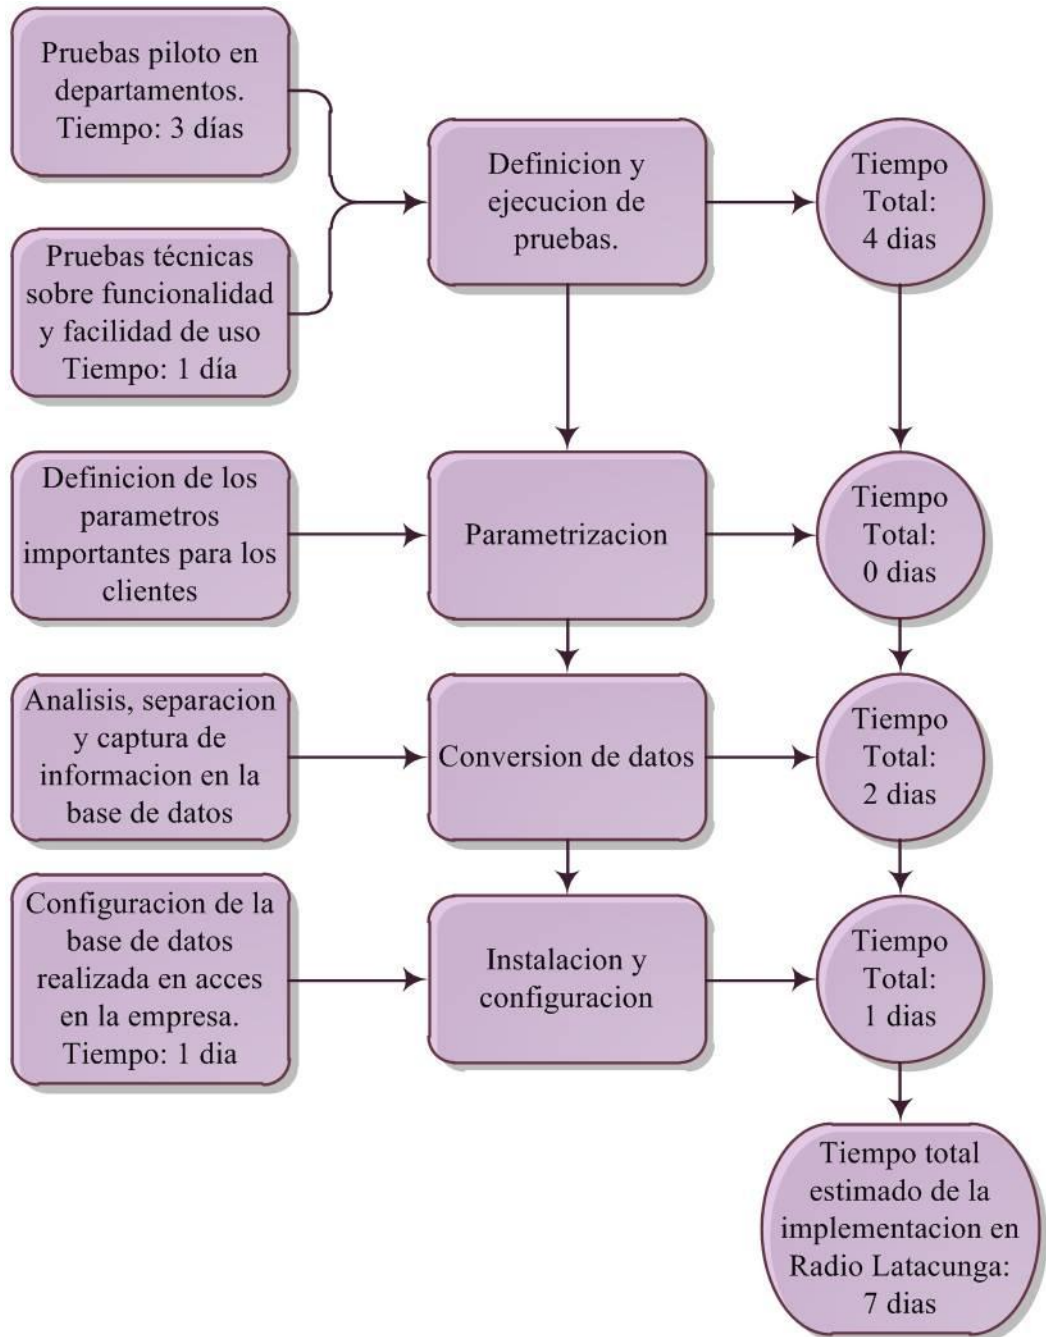 Pruebas piloto en
departamentos.
Tiempo: 3 días
Pruebas técnicas
sobre funcionalidad
y facilidad de uso
Tiempo: 1 día
Definicion y
ejecucion de
pruebas.
Tiempo
Total:
4 dias
Definicion de los
parametros
importantes para los
clientes
Parametrizacion
Tiempo
Total:
0 dias
Analisis, separacion
y captura de
informacion en la
base de datos
Conversion de datos
Tiempo
Total:
2 dias
Configuracion de la
base de datos
realizada en acces
en la empresa.
Tiempo: 1 dia
Instalacion y
configuracion
Tiempo
Total:
1 dias
Tiempo total
estimado de la
implementacion en
Radio Latacunga:
7 dias